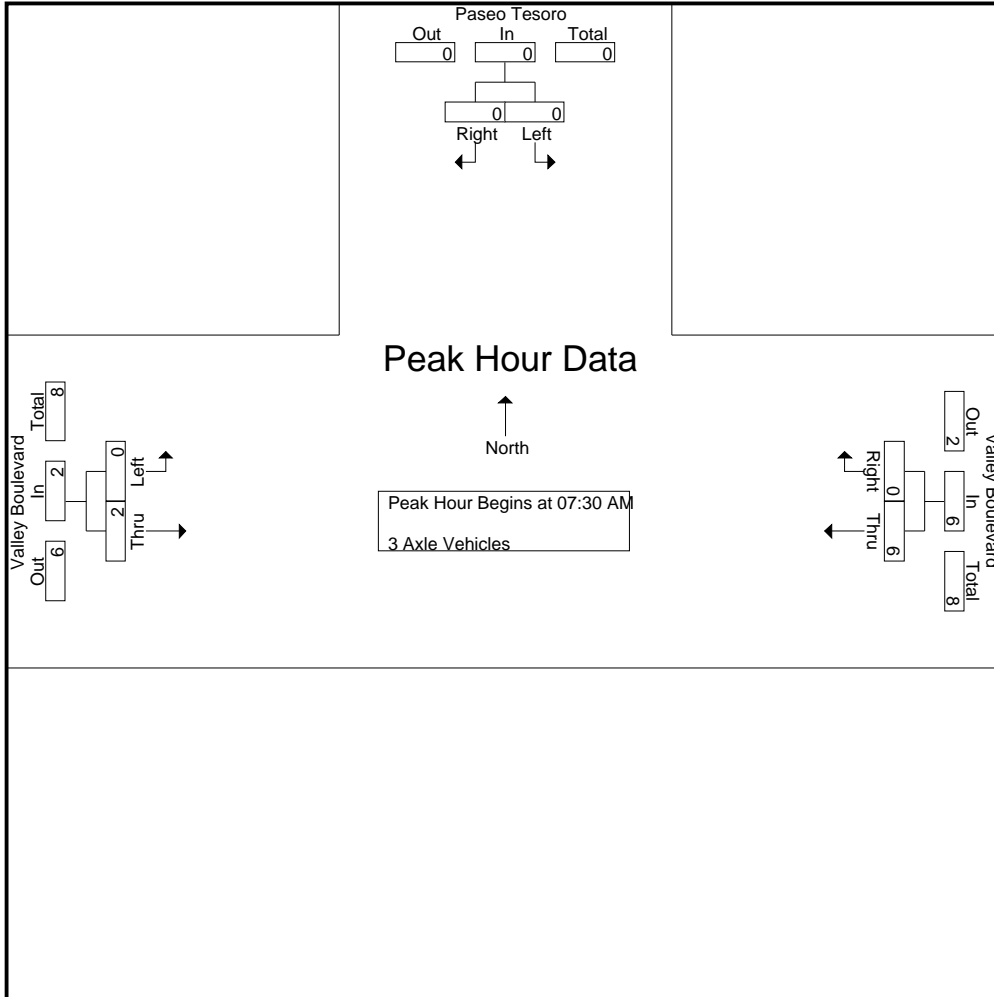 Paseo Tesoro
Out In Total
0 0 0
0 0
Right Left
Peak Hour Data
North
Peak Hour Begins at 07:30 AM
3 Axle Vehicles
Valley Boulevard
Out In Total
6 2 8
2 0
Thru Left
Valley Boulevard
Out In Total
2 6 8
0 6
Right Thru